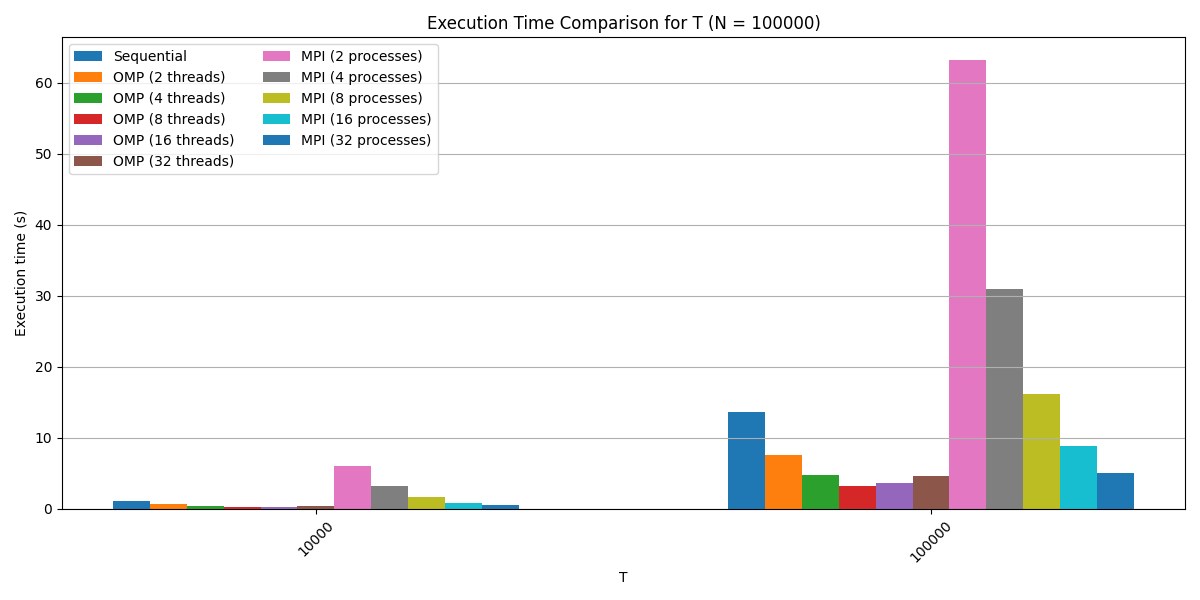 Execution Time Comparison for T (N = 100000)
Sequential
OMP (2 threads)
OMP (4 threads)
OMP (8 threads)
OMP (16 threads)
OMP (32 threads)
MPI (2 processes)
MPI (4 processes)
MPI (8 processes)
MPI (16 processes)
MPI (32 processes)
Execution time (s)
60
50
40
30
20
10
0
10000
100000
T